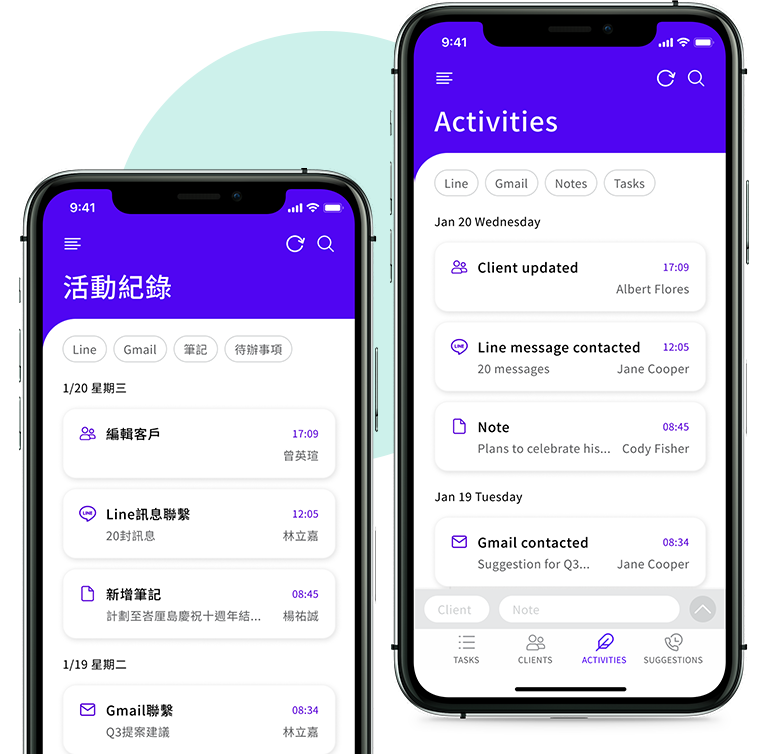 9:41
活動紀錄
Line
Gmail
筆記
待辦事項
1/20 星期三
編輯客戶 17:09
曾英瑄
LINE
Line訊息聯繫 12:05
20封訊息 林立嘉
新增筆記 08:45
計劃至峇厘島慶祝十週年結... 楊祐誠
1/19 星期二
Gmail聯繫 08:34
Q3提案建議 林立嘉
9:41
Activities
Line
Gmail
Notes
Tasks
Jan 20 Wednesday
Client updated 17:09
Albert Flores
LINE
Line message contacted 12:05
20 messages Jane Cooper
Note 08:45
Plans to celebrate his... Cody Fisher
Jan 19 Tuesday
Gmail contacted 08:34
Suggestion for Q3... Jane Cooper
Client
Note
TASKS
CLIENTS
ACTIVITIES
SUGGESTIONS